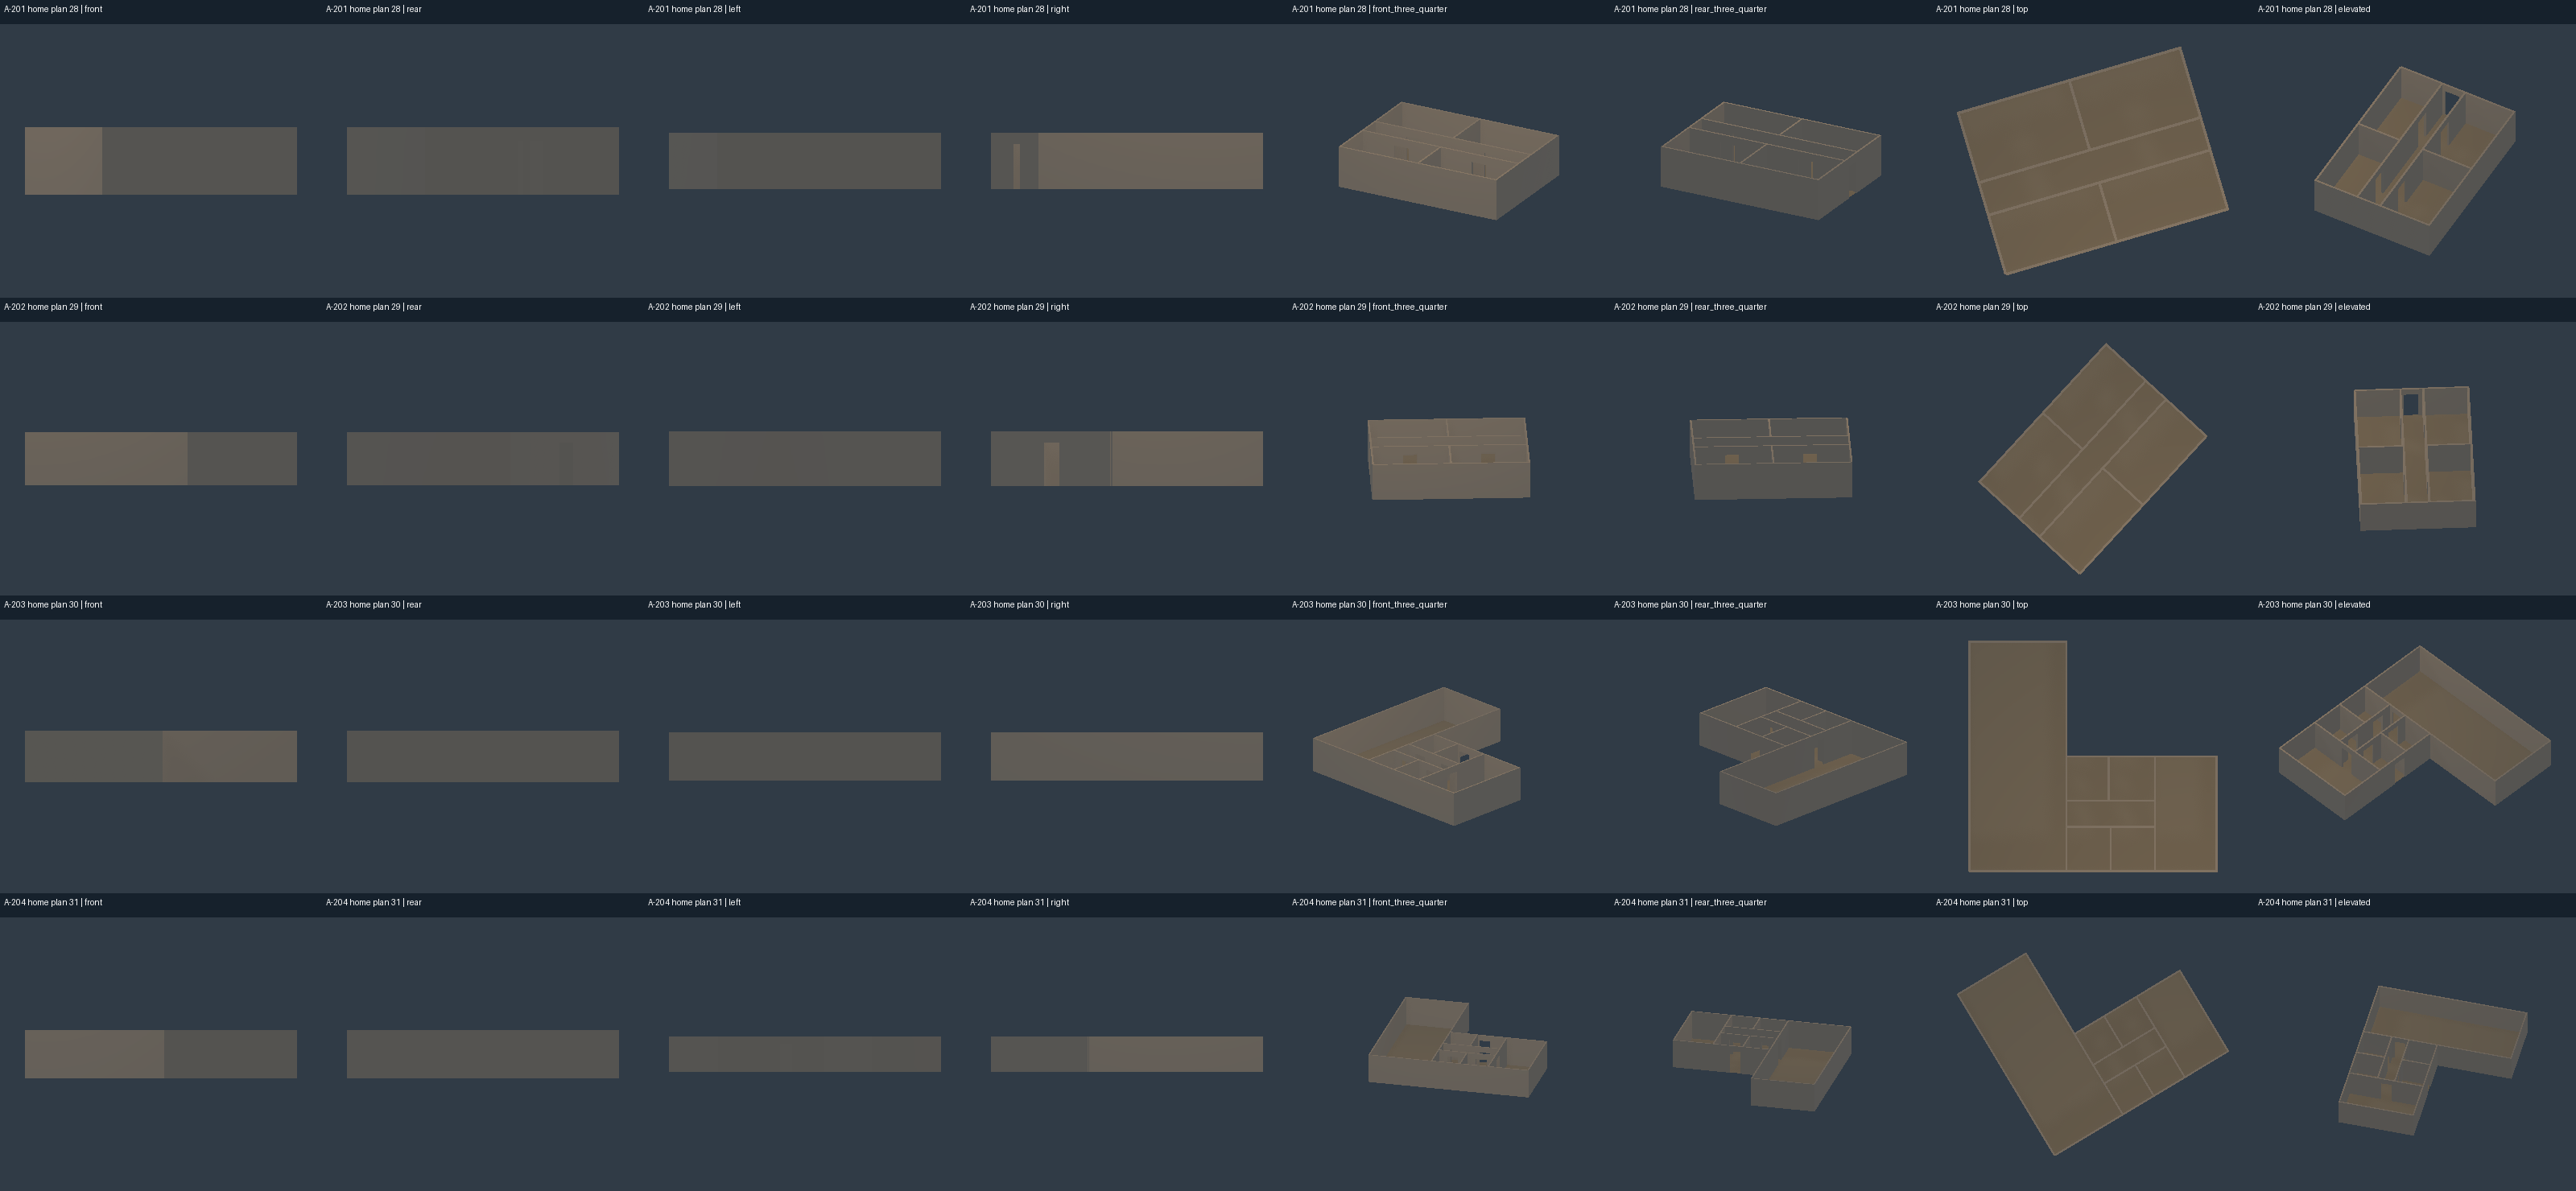 A-201 home plan 28 | front
A-201 home plan 28 | rear
A-201 home plan 28 | left
A-201 home plan 28 | right
A-201 home plan 28 | front_three_quarter
A-201 home plan 28 | rear_three_quarter
A-201 home plan 28 | top
A-201 home plan 28 | elevated
A-202 home plan 29 | front
A-202 home plan 29 | rear
A-202 home plan 29 | left
A-202 home plan 29 | right
A-202 home plan 29 | front_three_quarter
A-202 home plan 29 | rear_three_quarter
A-202 home plan 29 | top
A-202 home plan 29 | elevated
A-203 home plan 30 | front
A-203 home plan 30 | rear
A-203 home plan 30 | left
A-203 home plan 30 | right
A-203 home plan 30 | front_three_quarter
A-203 home plan 30 | rear_three_quarter
A-203 home plan 30 | top
A-203 home plan 30 | elevated
A-204 home plan 31 | front
A-204 home plan 31 | rear
A-204 home plan 31 | left
A-204 home plan 31 | right
A-204 home plan 31 | front_three_quarter
A-204 home plan 31 | rear_three_quarter
A-204 home plan 31 | top
A-204 home plan 31 | elevated